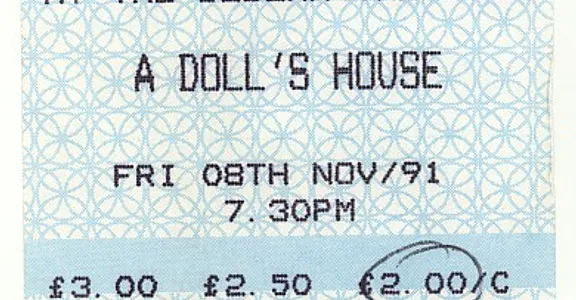 A DOLL'S HOUSE
FRI 08TH NOV/91
7.30PM
£3.00 £2.50 £2.00/C